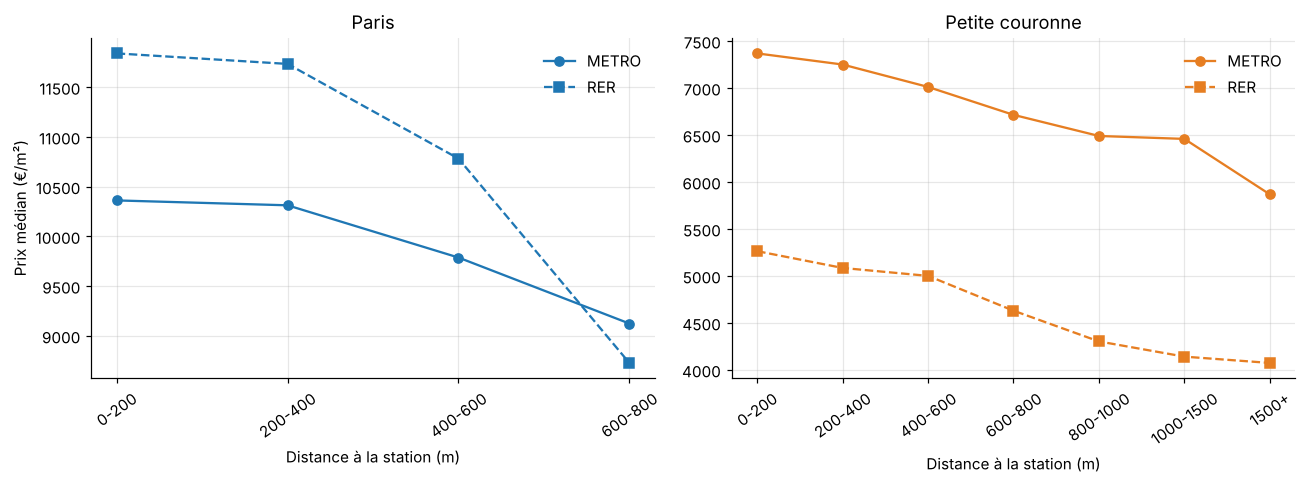 Paris
METRO
RER
Prix médian (€/m²)
11500
11000
10500
10000
9500
9000
0-200
200-400
400-600
600-800
Distance à la station (m)
Petite couronne
METRO
RER
7500
7000
6500
6000
5500
5000
4500
4000
0-200
200-400
400-600
600-800
800-1000
1000-1500
1500+
Distance à la station (m)